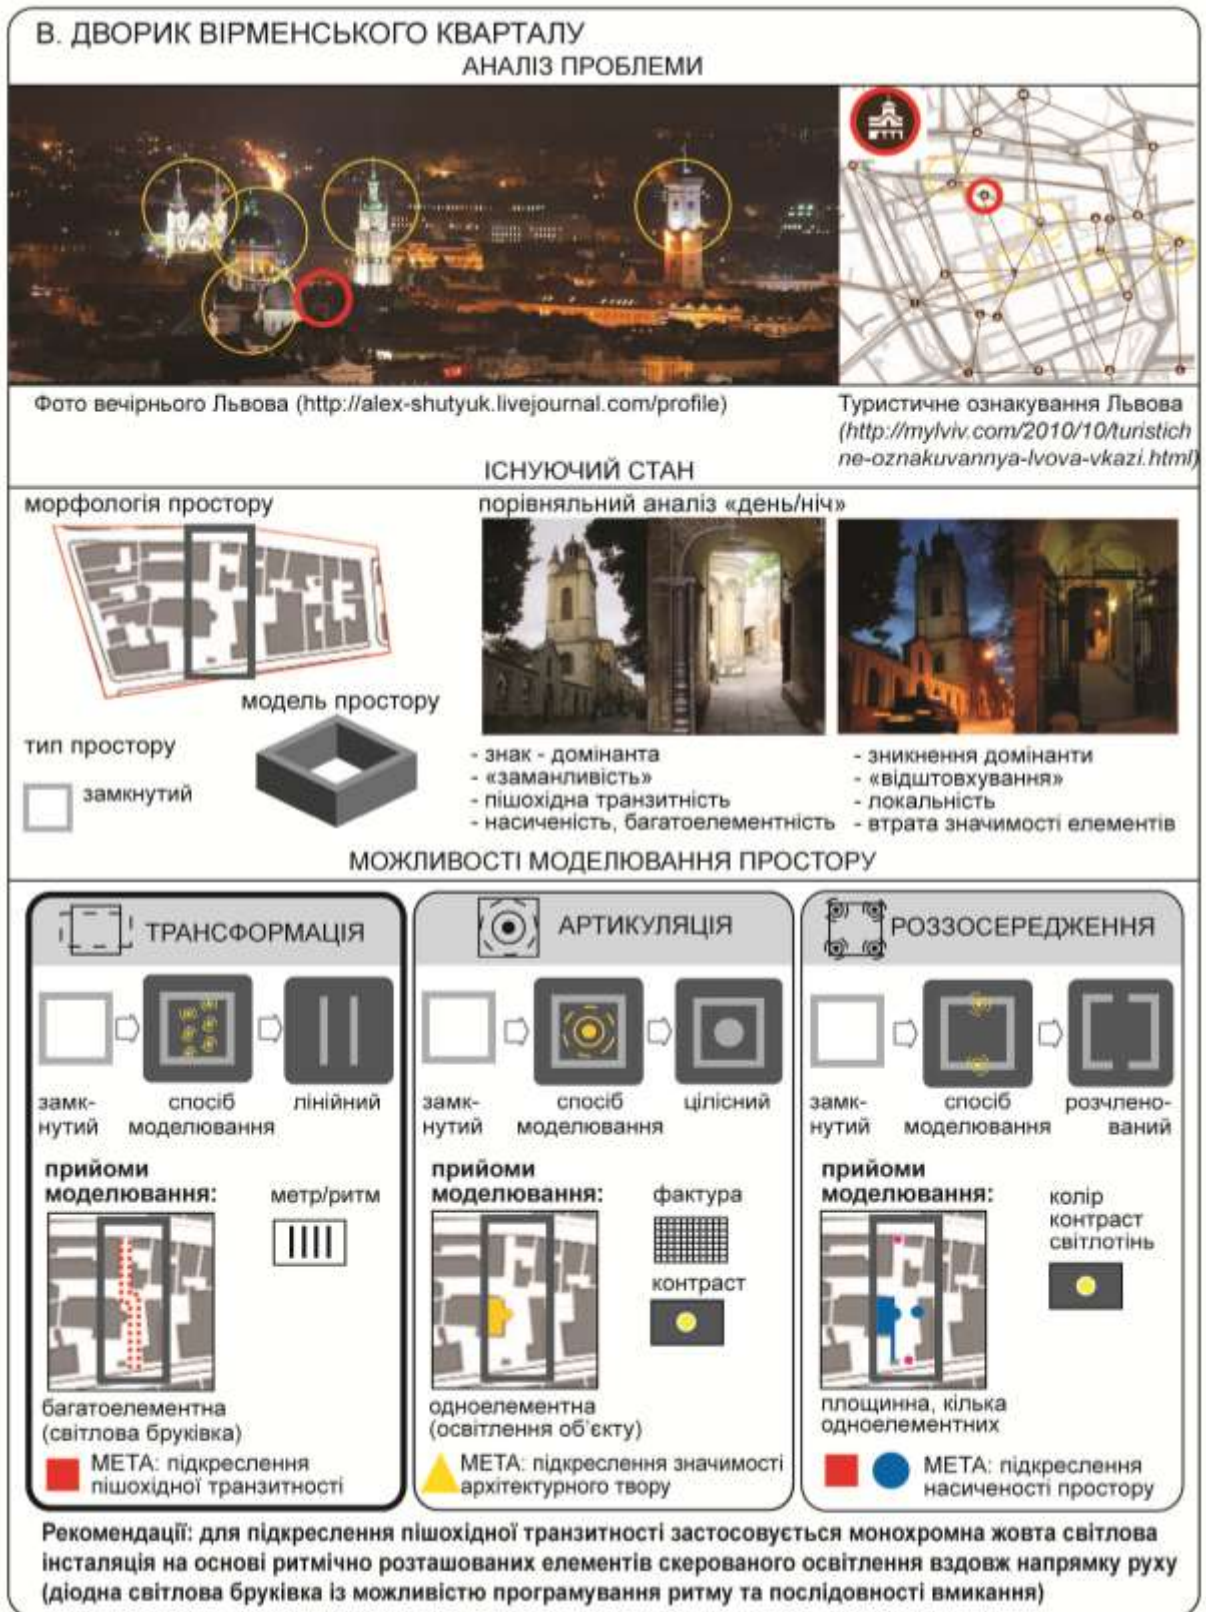 В. ДВОРИК ВІРМЕНСЬКОГО КВАРТАЛУ
АНАЛІЗ ПРОБЛЕМИ
Фото вечірнього Львова (http://alex-shutyuk.livejournal.com/profile)
Туристичне ознакування Львова
(http://mylviv.com/2010/10/turistich
ne-oznakuvannya-lvova-vkazi.html)
ІСНУЮЧИЙ СТАН
морфологія простору
модель простору
тип простору
замкнутий
порівняльний аналіз «день/ніч»
- знак - домінанта
- «заманливість»
- пішохідна транзитність
- насиченість, багатоелементність
- зникнення домінанти
- «відштовхування»
- локальність
- втрата значимості елементів
МОЖЛИВОСТІ МОДЕЛЮВАННЯ ПРОСТОРУ
ТРАНСФОРМАЦІЯ
замк-
нутий
спосіб
моделювання
лінійний
прийоми
моделювання:
метр/ритм
багатоелементна
(світлова бруківка)
МЕТА: підкреслення
пішохідної транзитності
АРТИКУЛЯЦІЯ
замк-
нутий
спосіб
моделювання
цілісний
прийоми
моделювання:
фактура
контраст
одноелементна
(освітлення об'єкту)
МЕТА: підкреслення значимості
архітектурного твору
РОЗЗОСЕРЕДЖЕННЯ
замк-
нутий
спосіб
моделювання
розчлено-
ваний
прийоми
моделювання:
колір
контраст
світлотінь
площинна, кілька
одноелементних
МЕТА: підкреслення
насиченості простору
Рекомендації: для підкреслення пішохідної транзитності застосовується монохромна жовта світлова
інсталяція на основі ритмічно розташованих елементів скерованого освітлення вздовж напрямку руху
(діодна світлова бруківка із можливістю програмування ритму та послідовності вмикання)